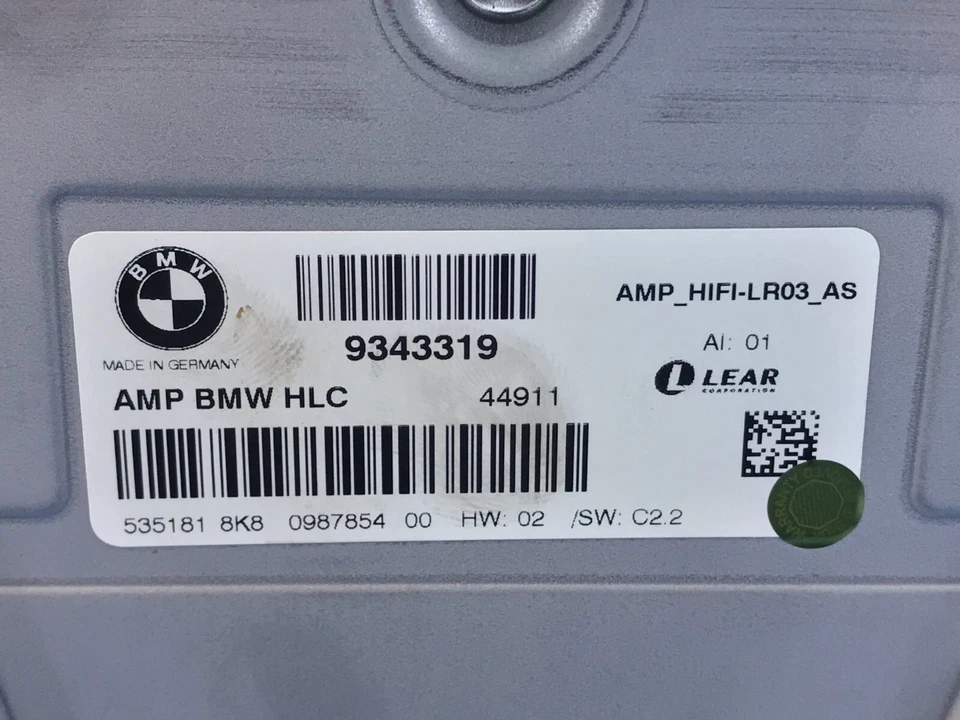 BMW
MADE IN GERMANY
9343319
AMP BMW HLC 44911
535181 8K8 0987854 00 HW: 02 /SW: C2.2
AMP_HIFI-LR03_AS
AI: 01
LEAR
CORPORATION
WARRANTY